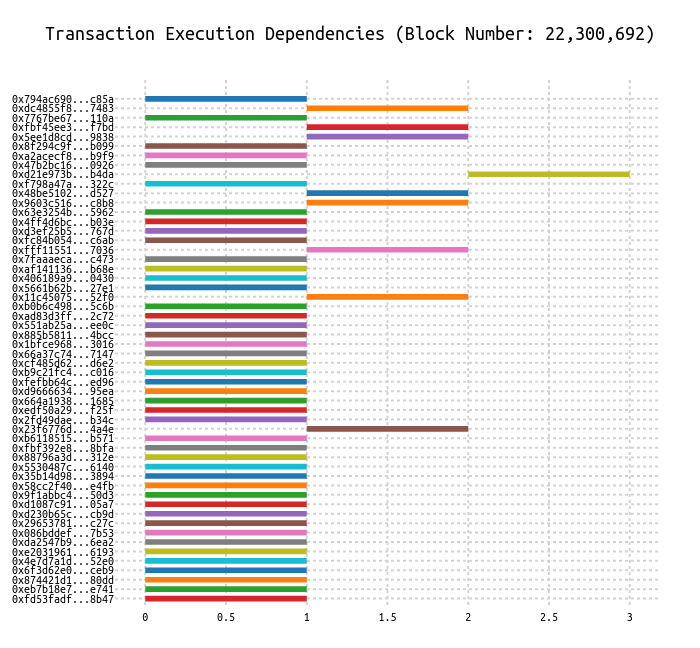 Transaction Execution Dependencies (Block Number: 22,300,692)
0x794ac690...c85a
0xdc4855f8...7483
0x7767be67...110a
0xfbf45ee3...f7bd
0x5ee1d8cd...9838
0x8f294c9f...b099
0xa2acecf8...b9f9
0x47b2bc16...0926
0xd21e973b...b4da
0xf798a47a...322c
0x48be5102...d527
0x9603c516...c8b8
0x63e3254b...5962
0x4ff4d6bc...b03e
0xd3ef25b5...767d
0xfc84b054...c6ab
0xfff11551...7036
0x7faaaeca...c473
0xaf141136...b68e
0x406189a9...0430
0x5661b62b...27e1
0x11c45075...52f0
0xb0b6c498...5c6b
0xad83d3ff...2c72
0x551ab25a...ee0c
0x885b5811...4bcc
0x1bfce968...3016
0x66a37c74...7147
0xcf485d62...d6e2
0xb9c21fc4...c016
0xfefbb64c...ed96
0xd9666634...95ea
0x664a1938...1685
0xedf50a29...f25f
0x2fd49dae...b34c
0x23f6776d...4a4e
0xb6118515...b571
0xfbf392e8...8bfa
0x88796a3d...312e
0x5530487c...6140
0x35b14d98...3894
0x58cc2f40...e4fb
0x9f1abbc4...50d3
0xd1087c91...05a7
0xd230b65c...cb9d
0x29653781...c27c
0x086bddef...7b53
0xda2547b9...6ea2
0xe2031961...6193
0x4e7d7a1d...52e0
0x6f3d62e0...ceb9
0x874421d1...80dd
0xeb7b18e7...e741
0xfd53fadf...8b47
0 0.5 1 1.5 2 2.5 3